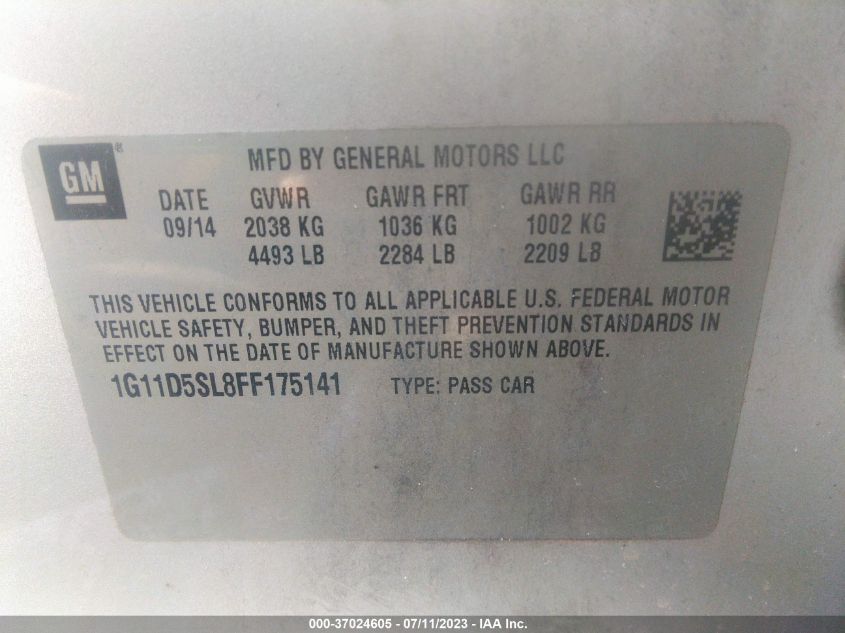 GM®
MFD BY GENERAL MOTORS LLC
DATE GVWR GAWR FRT GAWR RR
09/14 2038 KG 1036 KG 1002 KG
4493 LB 2284 LB 2209 LB
THIS VEHICLE CONFORMS TO ALL APPLICABLE U.S. FEDERAL MOTOR
VEHICLE SAFETY, BUMPER, AND THEFT PREVENTION STANDARDS IN
EFFECT ON THE DATE OF MANUFACTURE SHOWN ABOVE.
1G11D5SL8FF175141 TYPE: PASS CAR
000-37024605 - 07/11/2023 - IAA Inc.